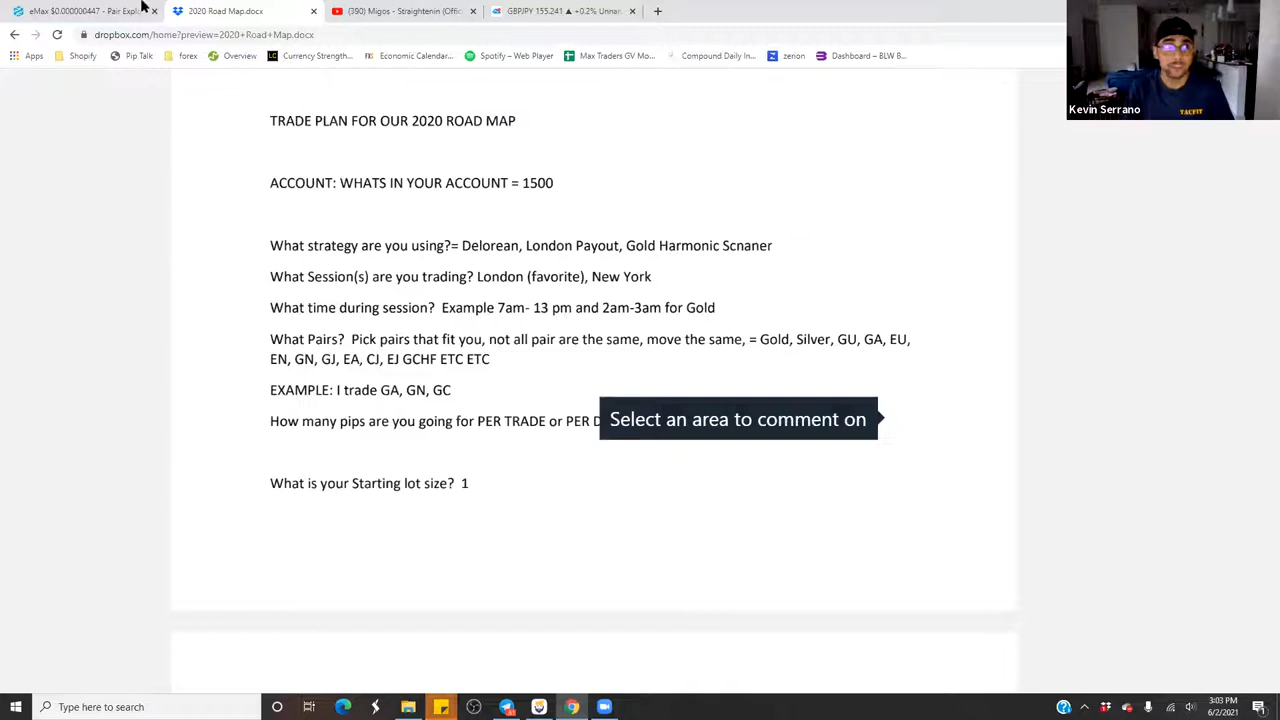 eMax $0.000000447 - Pair Explo
2020 Road Map.docx
(390) Migos - Straightenin (Offic
GBPJPY 155.241 ▲ +0.2% Unnar
dropbox.com/home?preview=2020+Road+Map.docx
Apps
Shopify
Pip Talk
forex
Overview
Currency Strength...
Economic Calendar...
Spotify – Web Player
Max Traders GV Mo...
Compound Daily In...
zerion
Dashboard – BLW B...
Kevin Serrano
TACFIT
TRADE PLAN FOR OUR 2020 ROAD MAP
ACCOUNT: WHATS IN YOUR ACCOUNT = 1500
What strategy are you using?= Delorean, London Payout, Gold Harmonic Scnaner
What Session(s) are you trading? London (favorite), New York
What time during session?  Example 7am- 13 pm and 2am-3am for Gold
What Pairs?  Pick pairs that fit you, not all pair are the same, move the same, = Gold, Silver, GU, GA, EU,
EN, GN, GJ, EA, CJ, EJ GCHF ETC ETC
EXAMPLE: I trade GA, GN, GC
How many pips are you going for PER TRADE or PER D
Select an area to comment on
What is your Starting lot size?  1
Type here to search
3:03 PM
6/2/2021